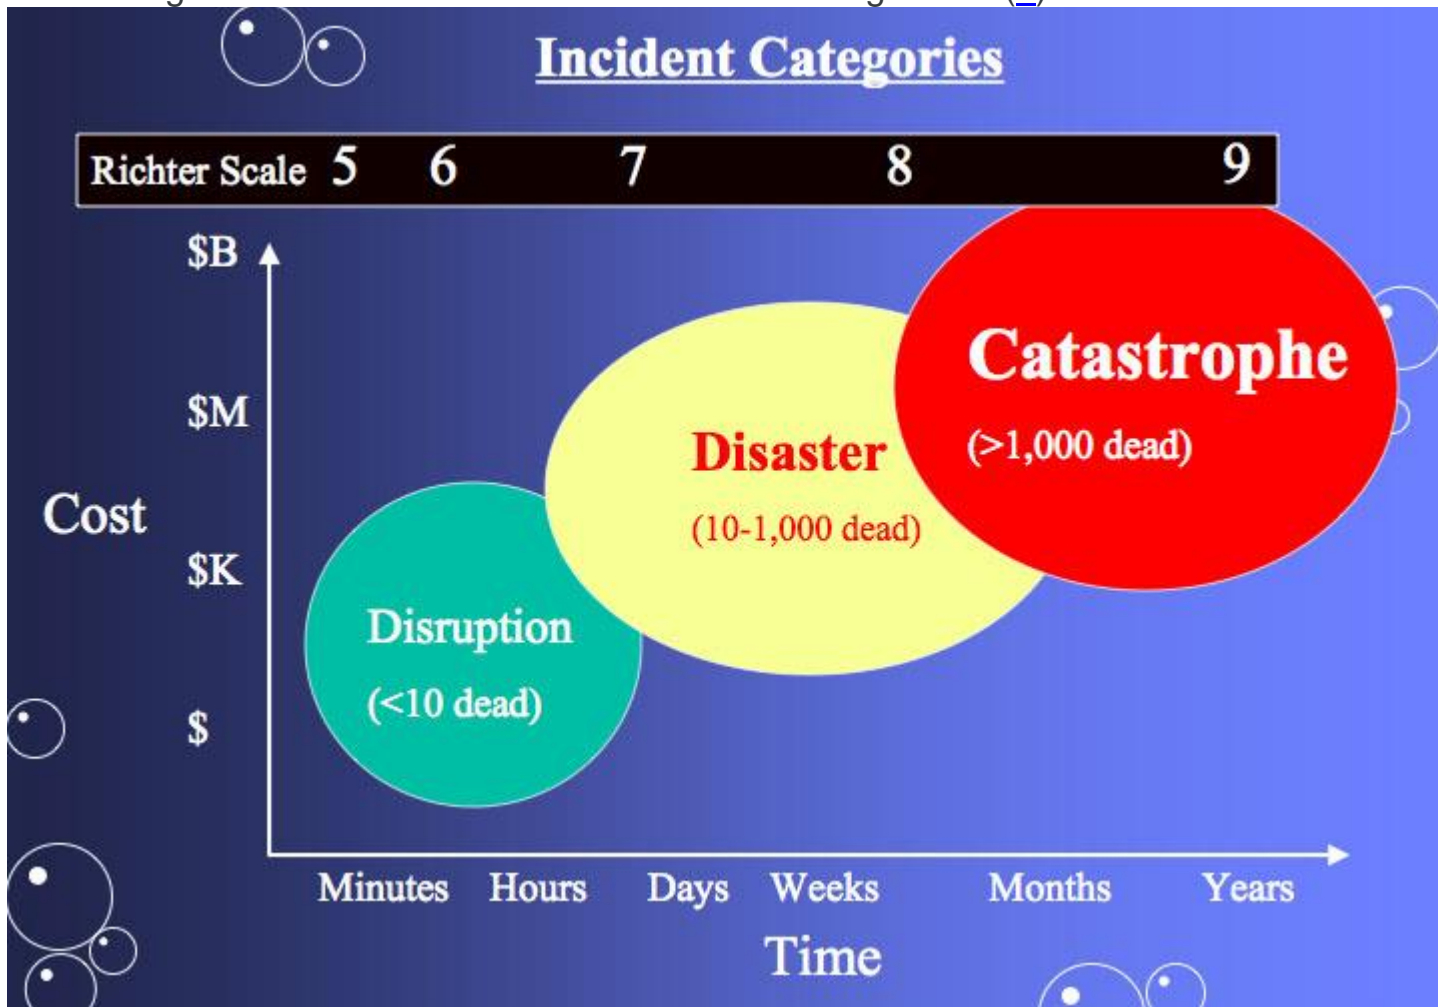 Incident Categories
Richter Scale 5 6 7 8 9
$B
$M
Cost
$K
$
Catastrophe
(>1,000 dead)
Disaster
(10-1,000 dead)
Disruption
(<10 dead)
Minutes Hours Days Weeks Months Years
Time